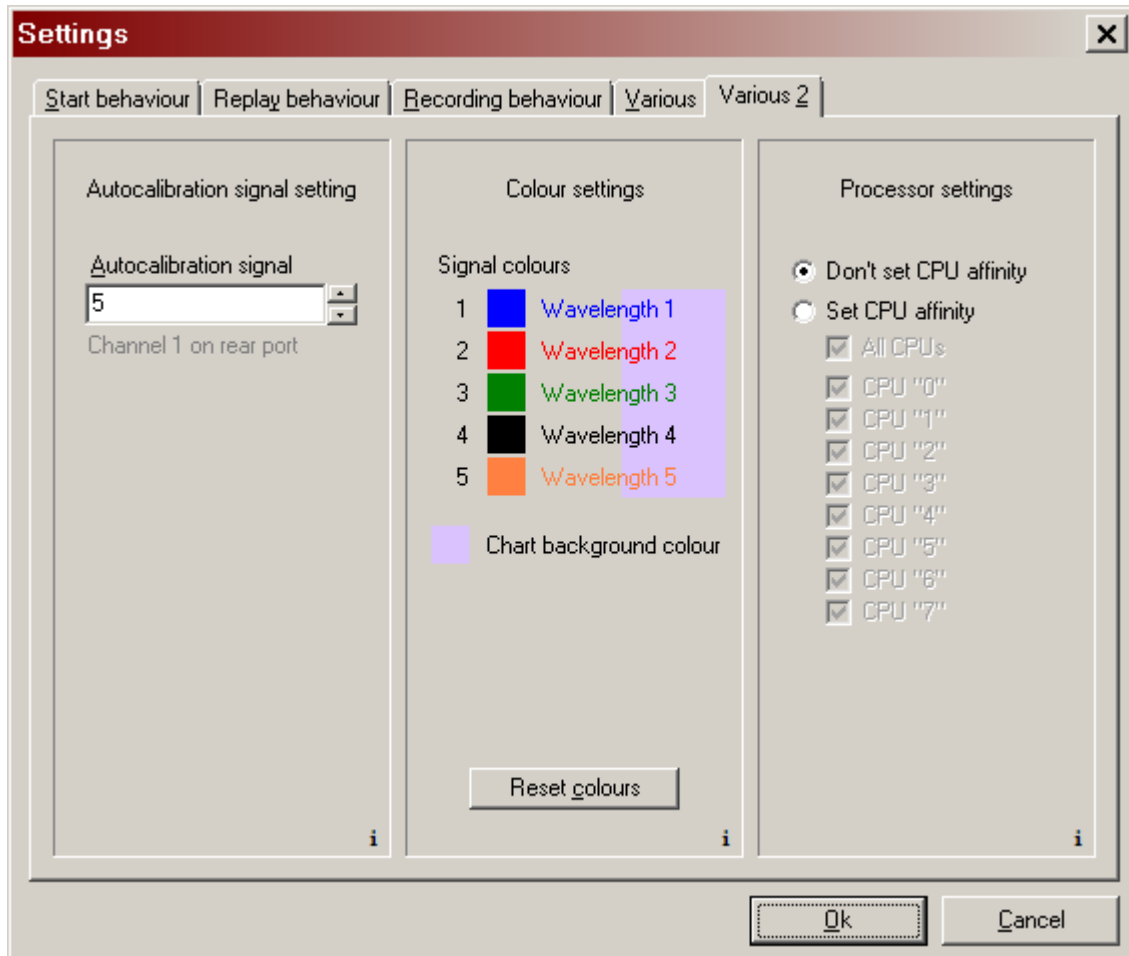 Settings
Start behaviour Replay behaviour Recording behaviour Various Various 2
Autocalibration signal setting
Autocalibration signal
5
Channel 1 on rear port
Colour settings
Signal colours
1 Wavelength 1
2 Wavelength 2
3 Wavelength 3
4 Wavelength 4
5 Wavelength 5
Chart background colour
Reset colours
Processor settings
Don't set CPU affinity
Set CPU affinity
All CPUs
CPU "0"
CPU "1"
CPU "2"
CPU "3"
CPU "4"
CPU "5"
CPU "6"
CPU "7"
i i i
Ok Cancel